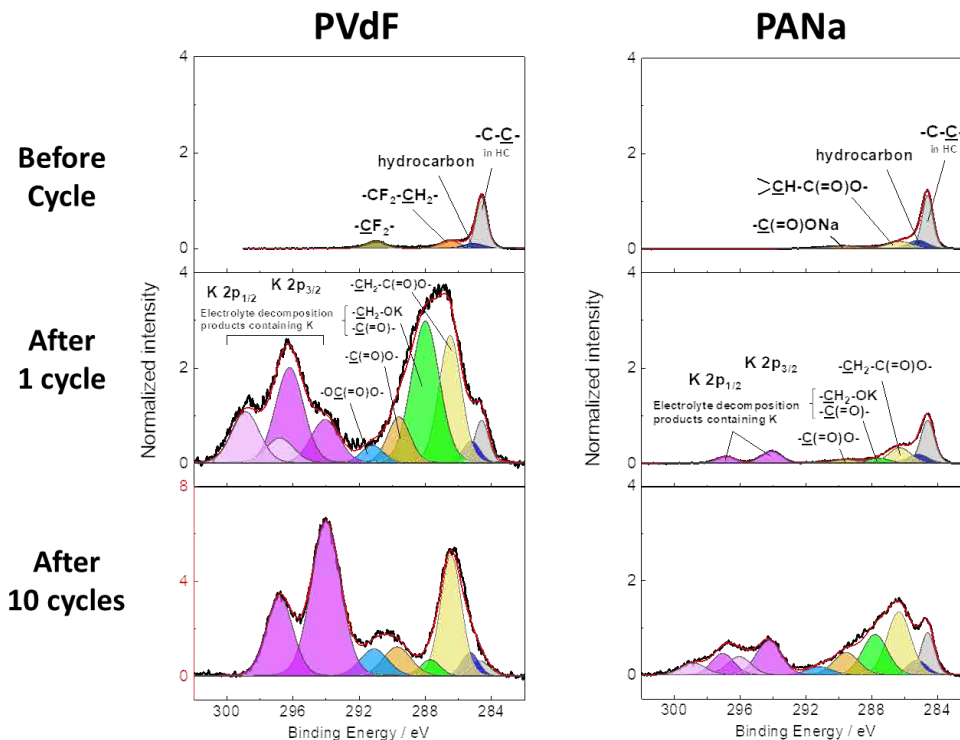 PVdF
PANa
Before
Cycle
4
2
0
-C-C-
in HC
hydrocarbon
-CF2-CH2-
-CF2-
4
2
0
-C-C-
in HC
hydrocarbon
>CH-C(=O)O-
-C(=O)ONa
After
1 cycle
Normalized intensity
4
2
0
K 2p1/2
K 2p3/2
Electrolyte decomposition
products containing K
-CH2-C(=O)O-
-CH2-OK
-C(=O)-
-C(=O)O-
-OC(=O)O-
Normalized intensity
4
2
0
K 2p1/2
K 2p3/2
Electrolyte decomposition
products containing K
-CH2-C(=O)O-
-CH2-OK
-C(=O)-
-C(=O)O-
After
10 cycles
8
4
0
300 296 292 288 284
Binding Energy / eV
4
2
0
300 296 292 288 284
Binding Energy / eV